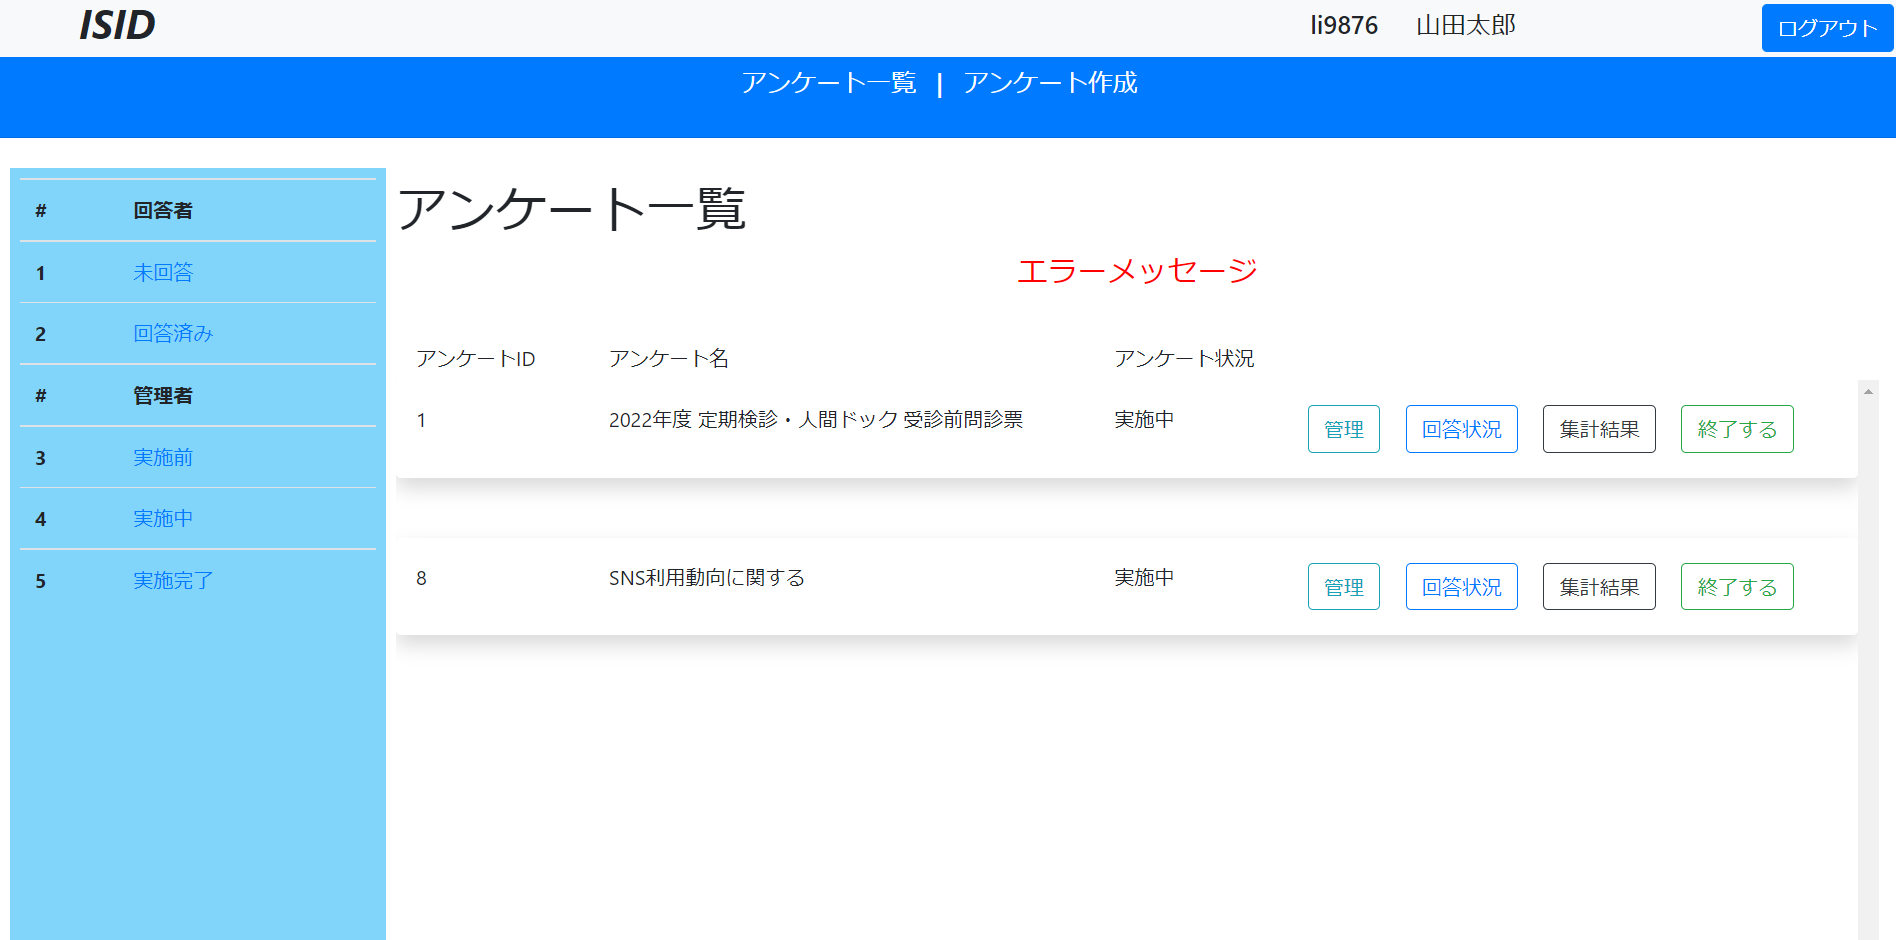 ISID li9876 山田太郎 ログアウト
アンケート一覧 | アンケート作成
# 回答者
1 未回答
2 回答済み
# 管理者
3 実施前
4 実施中
5 実施完了
アンケート一覧
エラーメッセージ
アンケートID アンケート名 アンケート状況
1 2022年度 定期検診・人間ドック 受診前問診票 実施中 管理 回答状況 集計結果 終了する
8 SNS利用動向に関する 実施中 管理 回答状況 集計結果 終了する